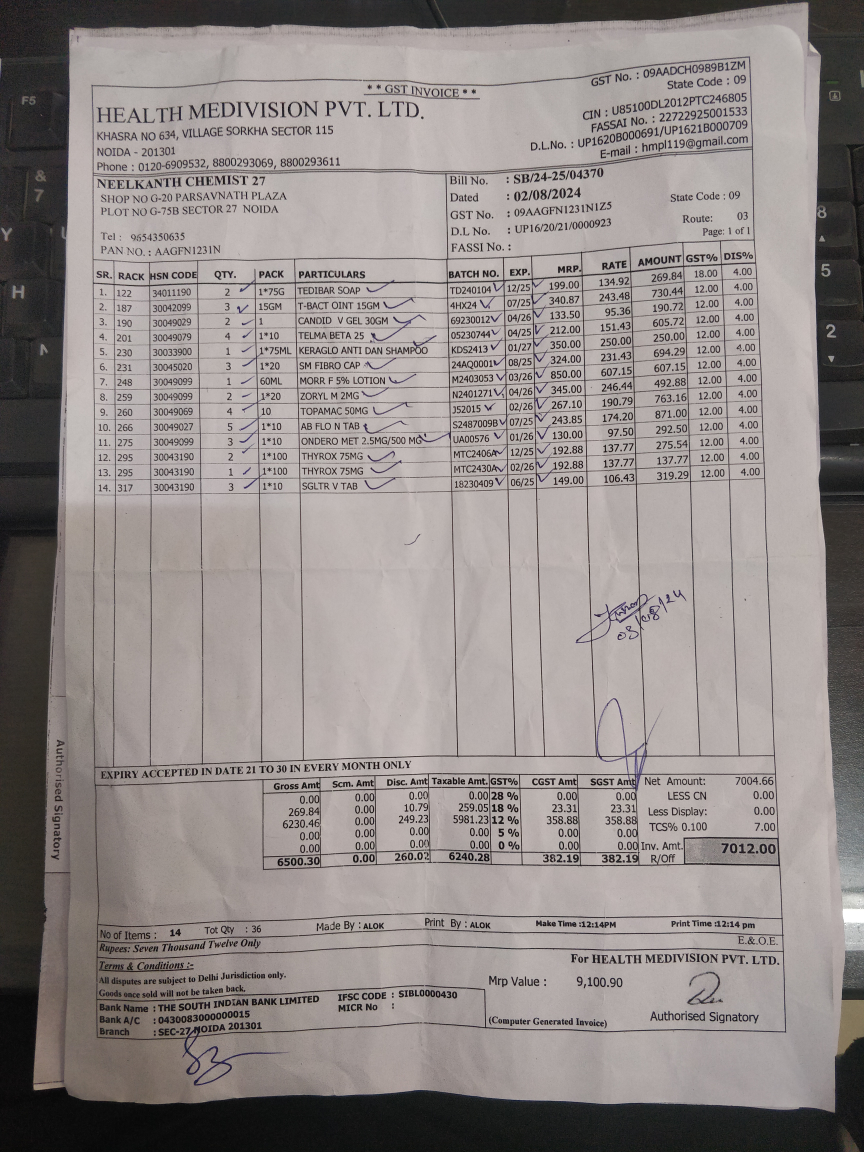 * * GST INVOICE * *
GST No. : 09AADCH0989B1ZM
State Code : 09
HEALTH MEDIVISION PVT. LTD.
CIN : U85100DL2012PTC246805
KHASRA NO 634, VILLAGE SORKHA SECTOR 115
FASSAI No. : 22722925001533
NOIDA - 201301
D.L.No. : UP1620B000691/UP1621B000709
Phone : 0120-6909532, 8800293069, 8800293611
E-mail : hmpl119@gmail.com
NEELKANTH CHEMIST 27
SHOP NO G-20 PARSAVNATH PLAZA
PLOT NO G-75B SECTOR 27 NOIDA
Tel : 9654350635
PAN NO. : AAGFN1231N
Bill No. : SB/24-25/04370
Dated : 02/08/2024 State Code : 09
GST No. : 09AAGFN1231N1Z5
D.L No. : UP16/20/21/0000923 Route: 03
FASSI No. : Page: 1 of 1
SR. RACK HSN CODE QTY. PACK PARTICULARS BATCH NO. EXP. MRP. RATE AMOUNT GST% DIS%
1. 122 34011190 2 1*75G TEDIBAR SOAP TD240104 12/25 199.00 134.92 269.84 18.00 4.00
2. 187 30042099 3 15GM T-BACT OINT 15GM 4HX24 07/25 340.87 243.48 730.44 12.00 4.00
3. 190 30049029 2 1 CANDID V GEL 30GM 69230012 04/26 133.50 95.36 190.72 12.00 4.00
4. 201 30049079 4 1*10 TELMA BETA 25 05230744 04/25 212.00 151.43 605.72 12.00 4.00
5. 230 30033900 1 1*75ML KERAGLO ANTI DAN SHAMPOO KDS2413 01/27 350.00 250.00 250.00 12.00 4.00
6. 231 30045020 3 1*20 SM FIBRO CAP 24AQ0001 08/25 324.00 231.43 694.29 12.00 4.00
7. 248 30049099 1 60ML MORR F 5% LOTION M2403053 03/26 850.00 607.15 607.15 12.00 4.00
8. 259 30049099 2 1*20 ZORYL M 2MG N2401271 04/26 345.00 246.44 492.88 12.00 4.00
9. 260 30049069 4 10 TOPAMAC 50MG J52015 02/26 267.10 190.79 763.16 12.00 4.00
10. 266 30049027 5 1*10 AB FLO N TAB S2487009B 07/25 243.85 174.20 871.00 12.00 4.00
11. 275 30049099 3 1*10 ONDERO MET 2.5MG/500 MG UA00576 01/26 130.00 97.50 292.50 12.00 4.00
12. 295 30043190 2 1*100 THYROX 75MG MTC2406A 12/25 192.88 137.77 275.54 12.00 4.00
13. 295 30043190 1 1*100 THYROX 75MG MTC2430A 02/26 192.88 137.77 137.77 12.00 4.00
14. 317 30043190 3 1*10 SGLTR V TAB 18230409 06/25 149.00 106.43 319.29 12.00 4.00
03/08/24
EXPIRY ACCEPTED IN DATE 21 TO 30 IN EVERY MONTH ONLY
Gross Amt Scm. Amt Disc. Amt Taxable Amt. GST% CGST Amt SGST Amt
0.00 0.00 0.00 0.00 28 % 0.00 0.00
269.84 0.00 10.79 259.05 18 % 23.31 23.31
6230.46 0.00 249.23 5981.23 12 % 358.88 358.88
0.00 0.00 0.00 0.00 5 % 0.00 0.00
0.00 0.00 0.00 0.00 0 % 0.00 0.00
6500.30 0.00 260.02 6240.28 382.19 382.19
Net Amount: 7004.66
LESS CN 0.00
Less Display: 0.00
TCS% 0.100 7.00
Inv. Amt. 7012.00
R/Off
No of Items : 14 Tot Qty : 36 Made By : ALOK Print By : ALOK Make Time :12:14PM Print Time :12:14 pm
Rupees: Seven Thousand Twelve Only E.& O.E.
Terms & Conditions :-
All disputes are subject to Delhi Jurisdiction only.
Goods once sold will not be taken back.
Bank Name : THE SOUTH INDIAN BANK LIMITED IFSC CODE : SIBL0000430
Bank A/C : 0430083000000015 MICR No :
Branch : SEC-27 NOIDA 201301
For HEALTH MEDIVISION PVT. LTD.
Mrp Value : 9,100.90
(Computer Generated Invoice)
Authorised Signatory
Authorised Signatory
F5
&
7
Y
U
H
N
8
5
2